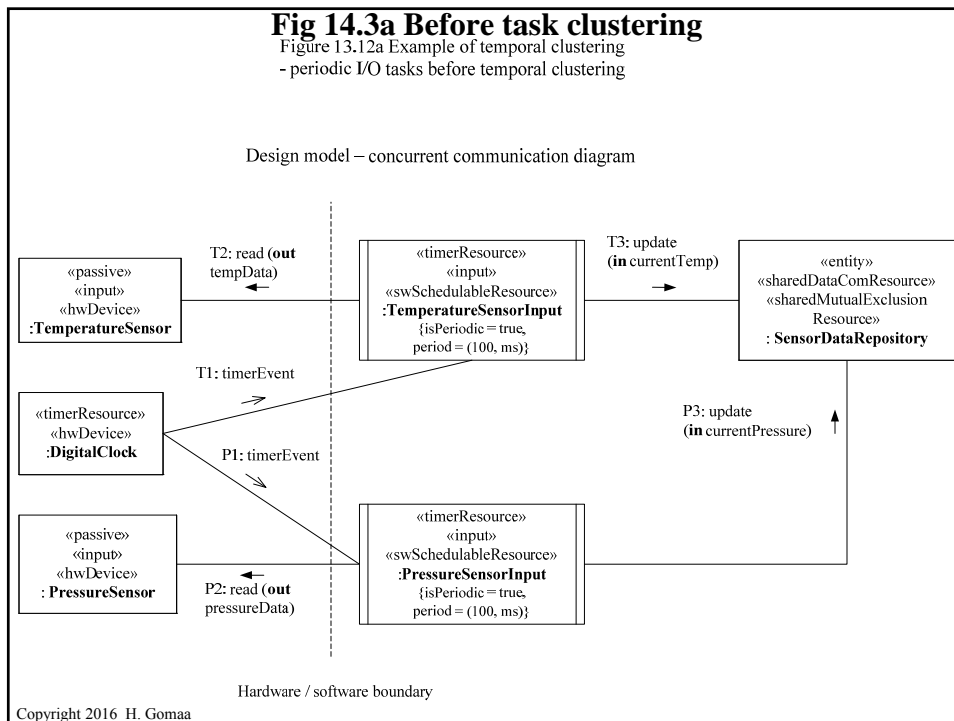 Fig 14.3a Before task clustering
Figure 13.12a Example of temporal clustering
- periodic I/O tasks before temporal clustering
Design model – concurrent communication diagram
T2: read (out
tempData)
«passive»
«input»
«hwDevice»
:TemperatureSensor
«timerResource»
«input»
«swSchedulableResource»
:TemperatureSensorInput
{isPeriodic = true,
period = (100, ms)}
T3: update
(in currentTemp)
«entity»
«sharedDataComResource»
«sharedMutualExclusion
Resource»
: SensorDataRepository
T1: timerEvent
«timerResource»
«hwDevice»
:DigitalClock
P1: timerEvent
P3: update
(in currentPressure)
«passive»
«input»
«hwDevice»
: PressureSensor
P2: read (out
pressureData)
«timerResource»
«input»
«swSchedulableResource»
:PressureSensorInput
{isPeriodic = true,
period = (100, ms)}
Hardware / software boundary
Copyright 2016 H. Gomaa